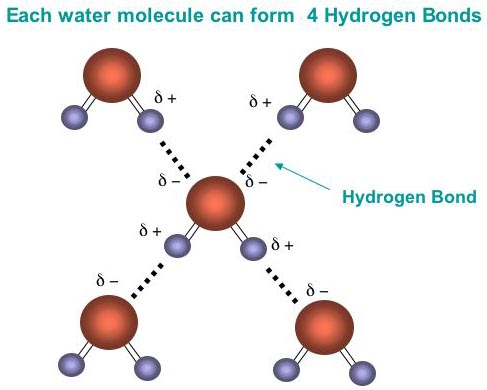 Each water molecule can form 4 Hydrogen Bonds
δ +
δ +
δ –
δ –
Hydrogen Bond
δ +
δ +
δ –
δ –